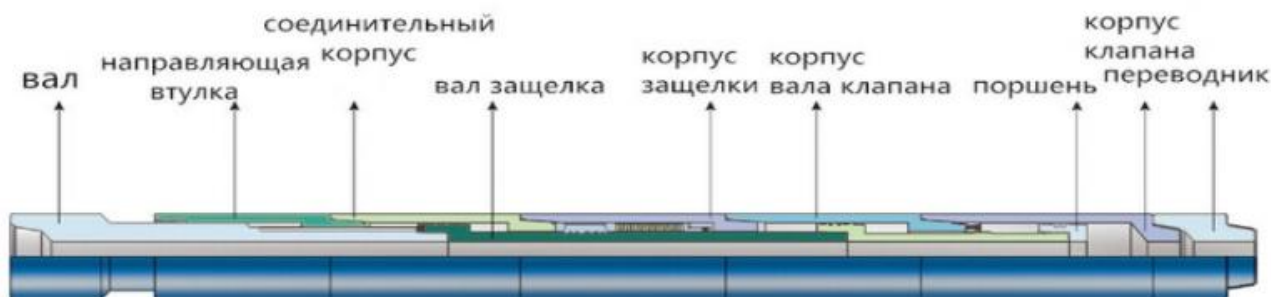 вал
направляющая
втулка
соединительный
корпус
вал защелка
корпус
защелки
корпус
вала клапана
поршень
корпус
клапана
переводник